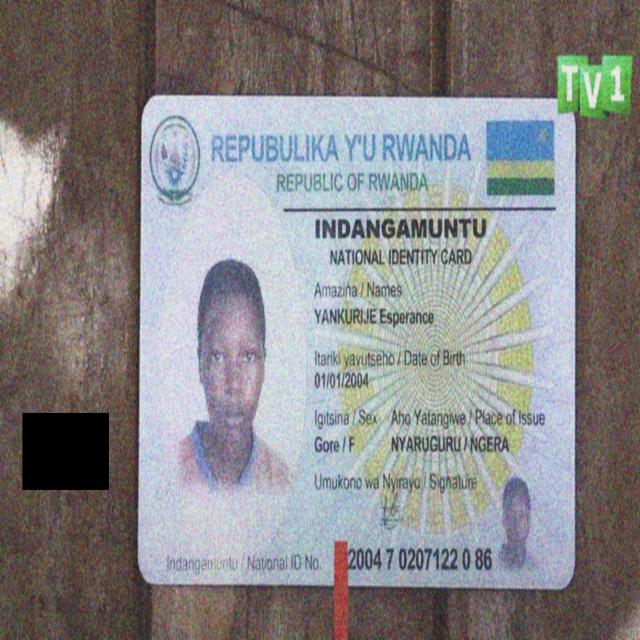 TV1
REPUBULIKA Y'U RWANDA
REPUBLIC OF RWANDA
INDANGAMUNTU
NATIONAL IDENTITY CARD
Amazina / Names
YANKURIJE Esperance
Itariki yavutseho / Date of Birth
01/01/2004
Igitsina / Sex Aho Yatangiwe / Place of Issue
Gore / F NYARUGURU / NGERA
Umukono wa Nyirayo / Signature
Indangamuntu / National ID No. 2004 7 0207122 0 86